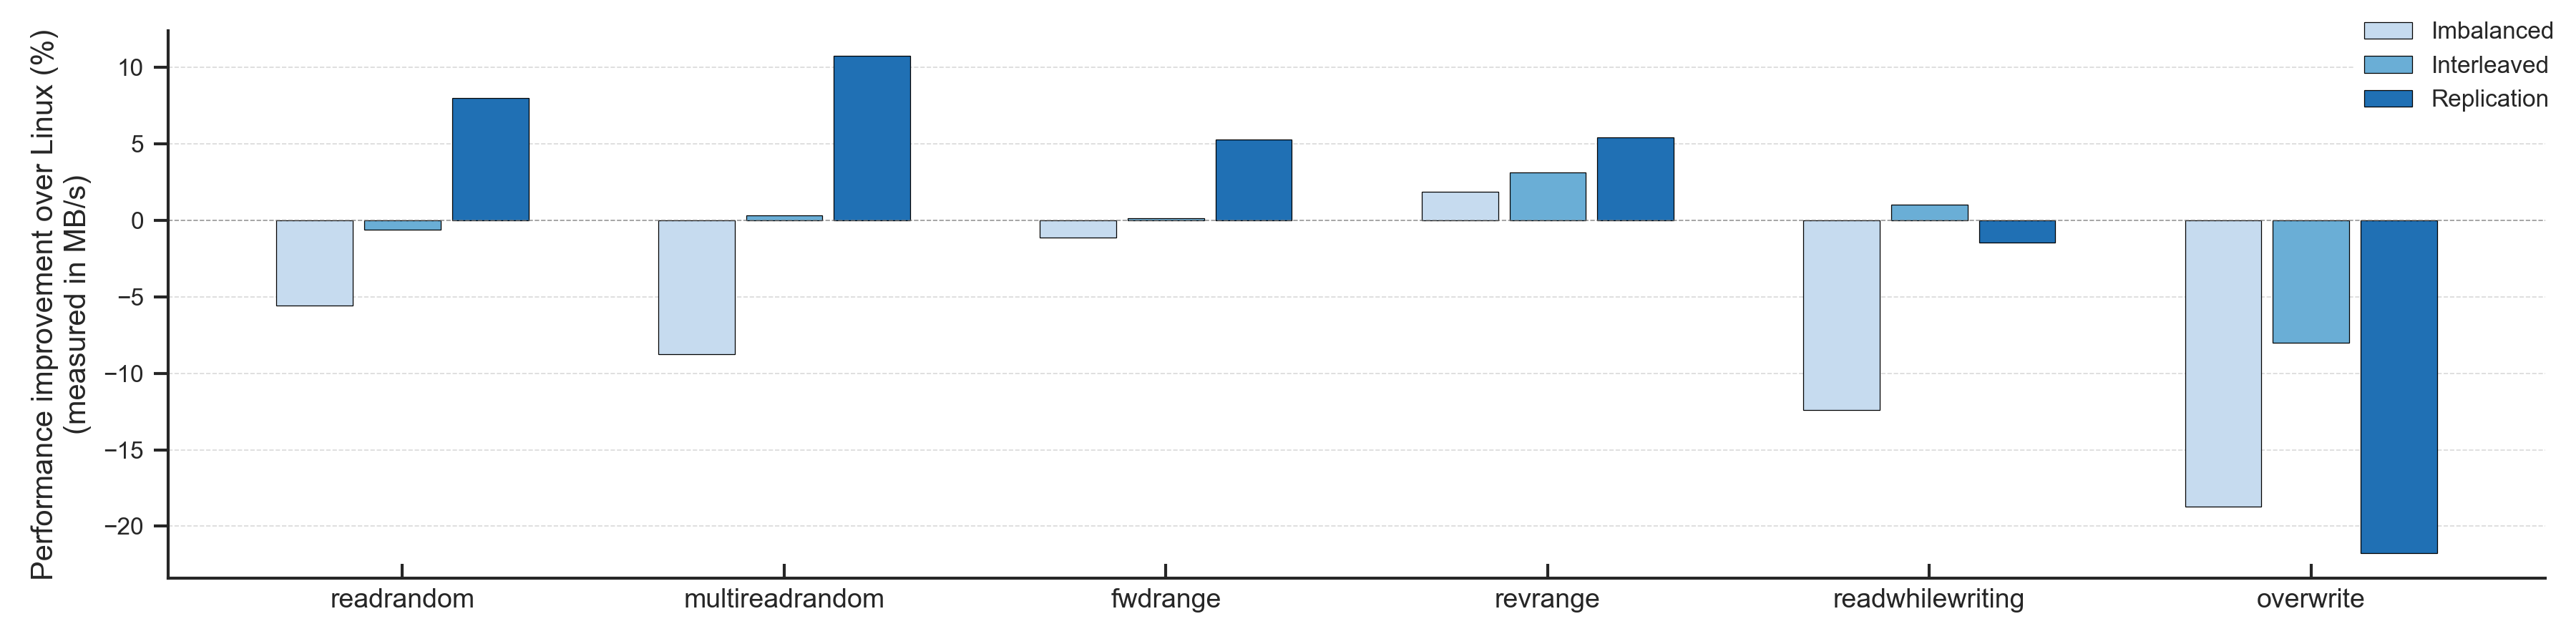 Performance improvement over Linux (%)
(measured in MB/s)
10
5
0
−5
−10
−15
−20
readrandom
multireadrandom
fwdrange
revrange
readwhilewriting
overwrite
Imbalanced
Interleaved
Replication